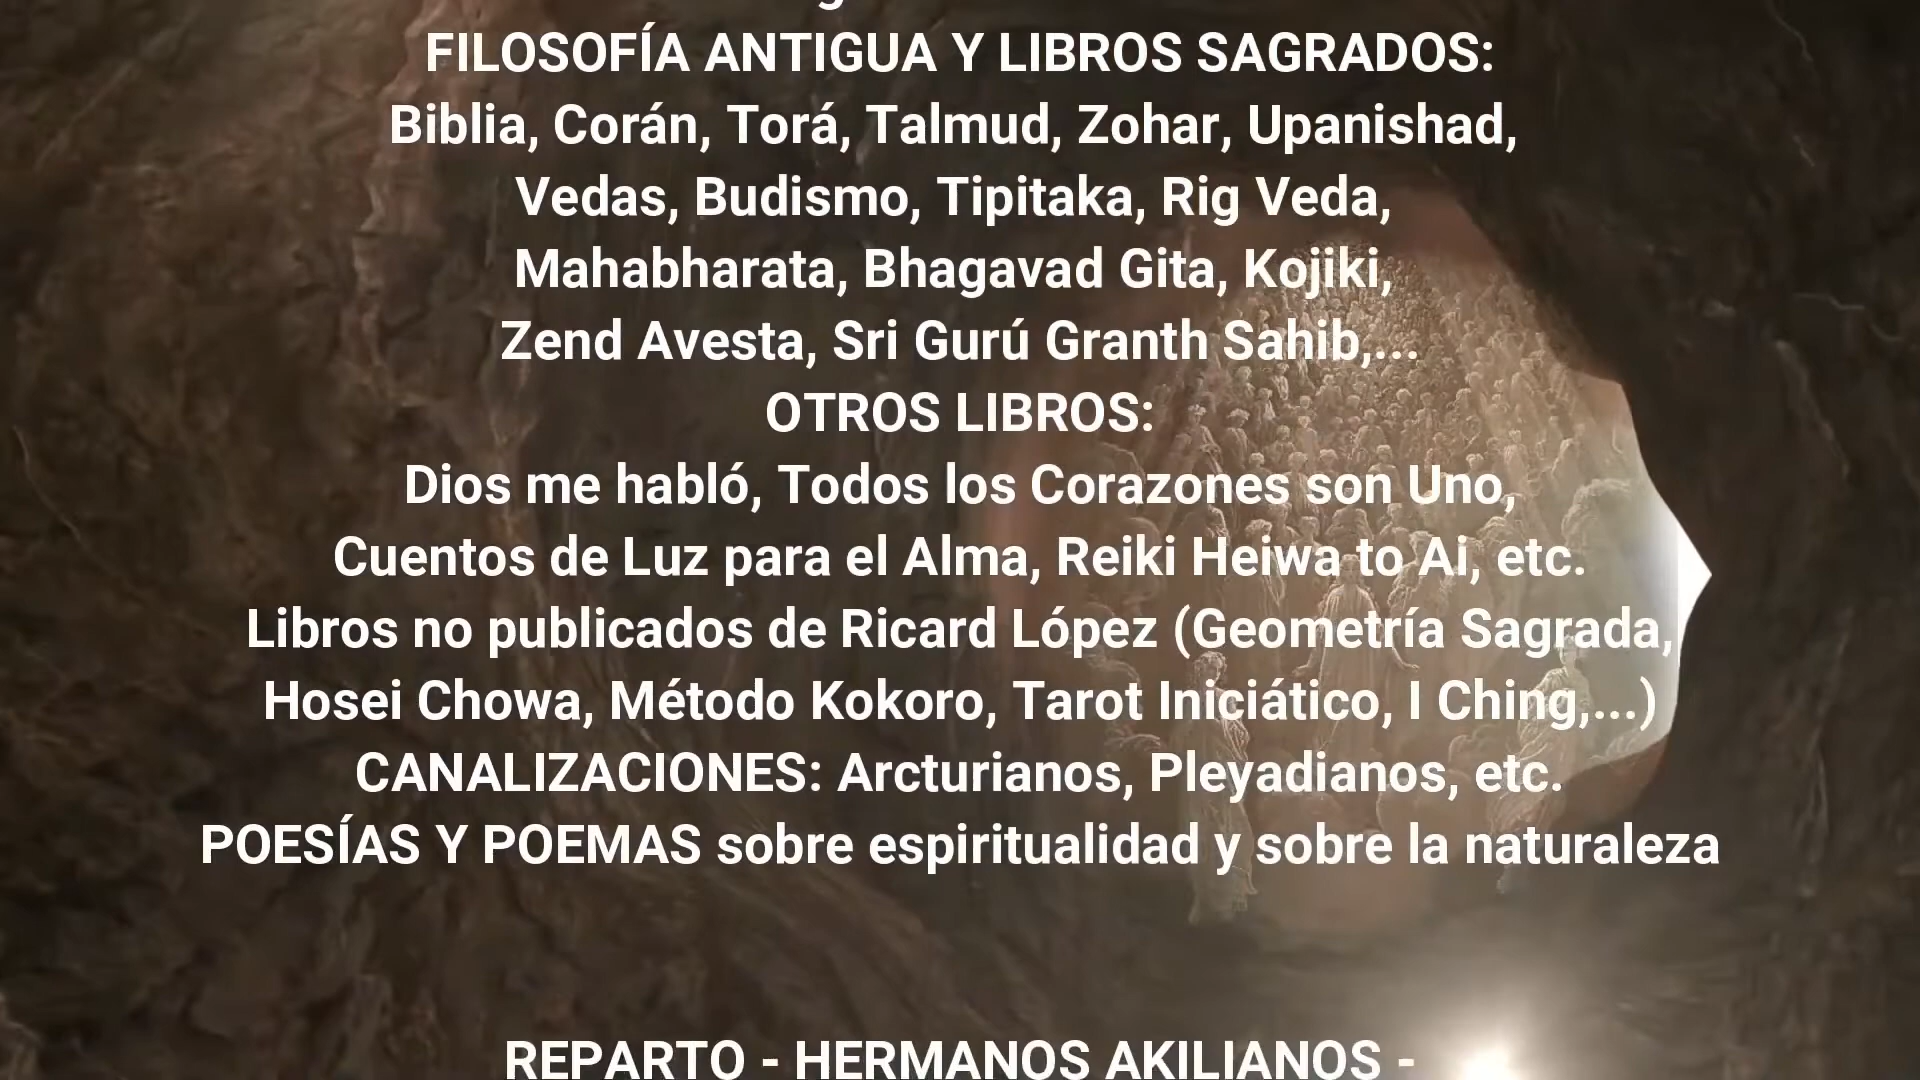 FILOSOFÍA ANTIGUA Y LIBROS SAGRADOS:
Biblia, Corán, Torá, Talmud, Zohar, Upanishad,
Vedas, Budismo, Tipitaka, Rig Veda,
Mahabharata, Bhagavad Gita, Kojiki,
Zend Avesta, Sri Gurú Granth Sahib,...
OTROS LIBROS:
Dios me habló, Todos los Corazones son Uno,
Cuentos de Luz para el Alma, Reiki Heiwa to Ai, etc.
Libros no publicados de Ricard López (Geometría Sagrada,
Hosei Chowa, Método Kokoro, Tarot Iniciático, I Ching,...)
CANALIZACIONES: Arcturianos, Pleyadianos, etc.
POESÍAS Y POEMAS sobre espiritualidad y sobre la naturaleza
REPARTO - HERMANOS AKILIANOS -